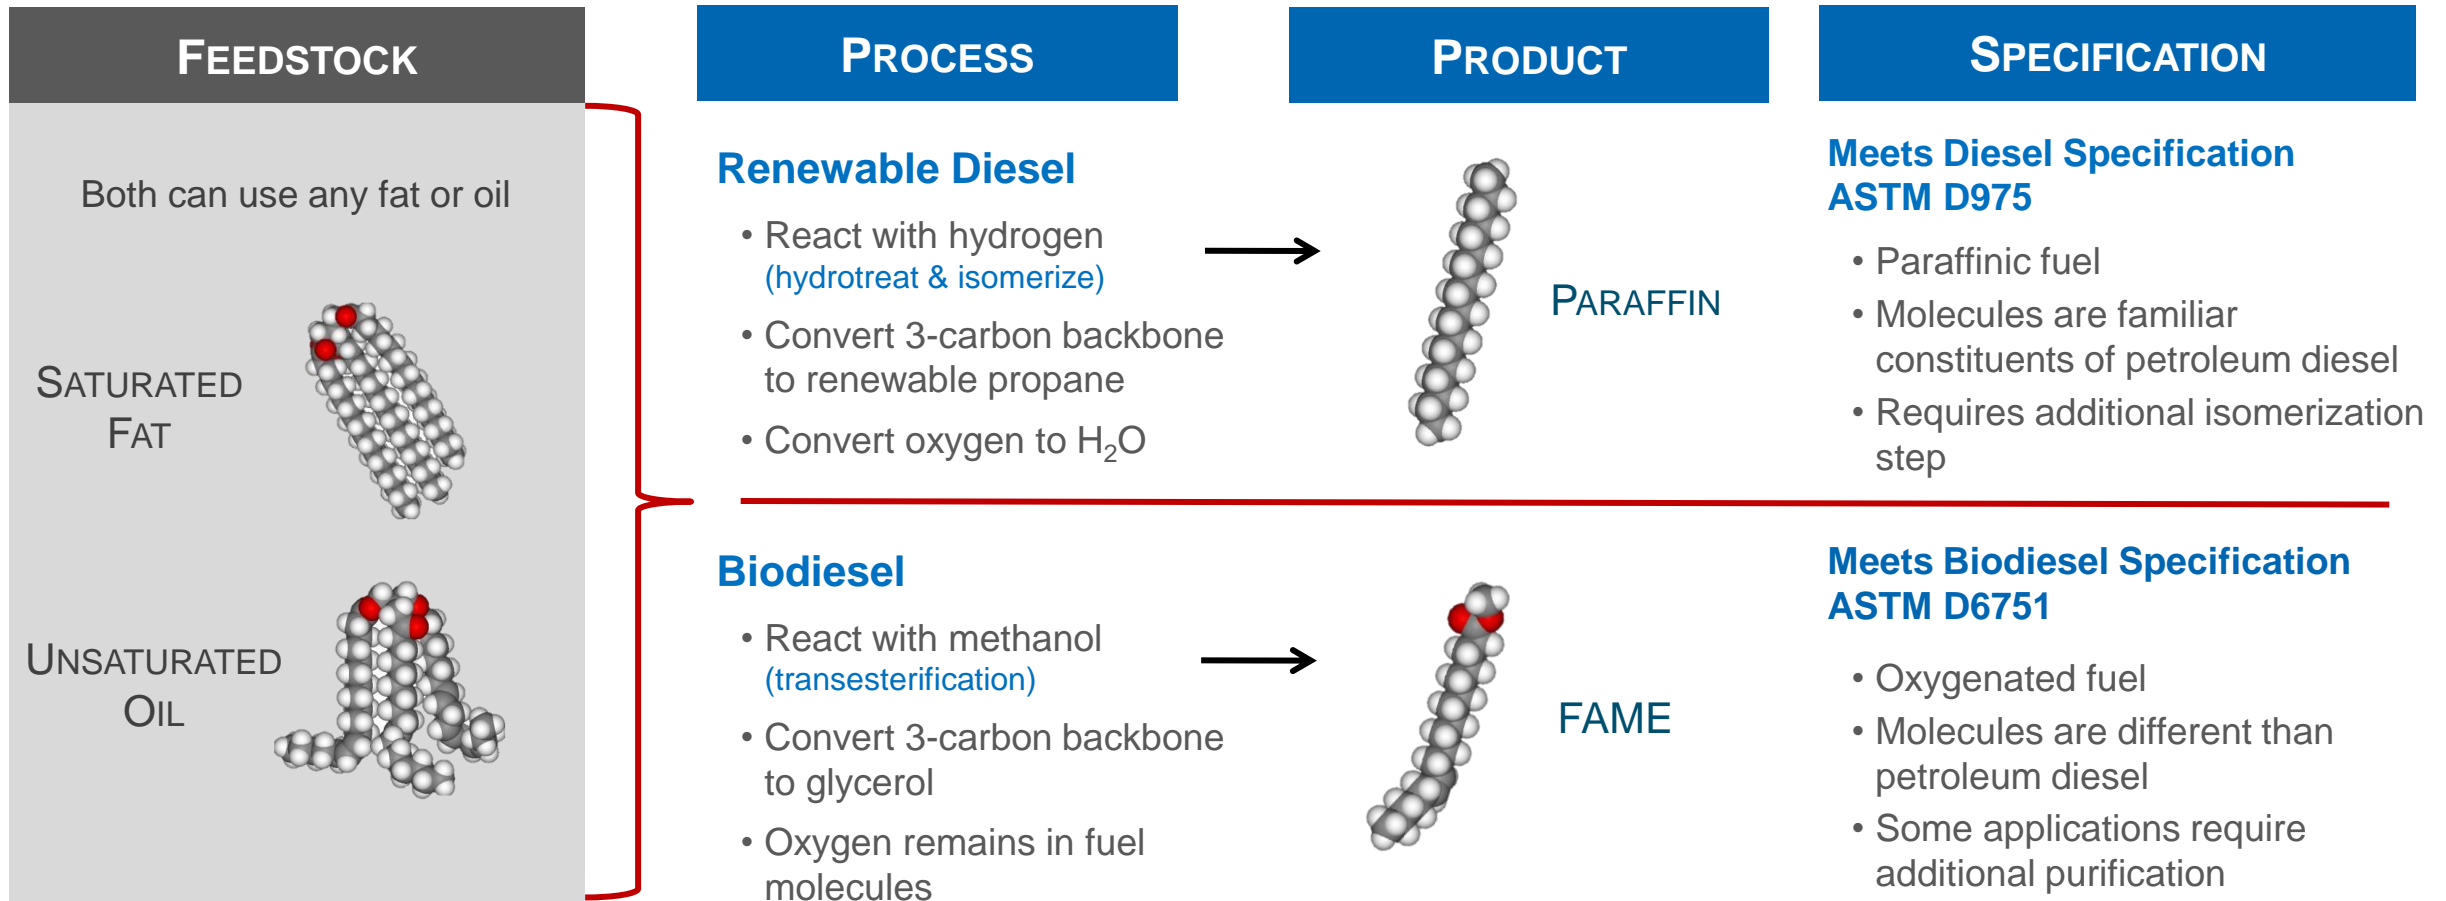 FEEDSTOCK
PROCESS
PRODUCT
SPECIFICATION
Both can use any fat or oil
SATURATED
FAT
UNSATURATED
OIL
Renewable Diesel
• React with hydrogen
(hydrotreat & isomerize)
• Convert 3-carbon backbone
to renewable propane
• Convert oxygen to H₂O
PARAFFIN
Meets Diesel Specification
ASTM D975
• Paraffinic fuel
• Molecules are familiar
constituents of petroleum diesel
• Requires additional isomerization
step
Biodiesel
• React with methanol
(transesterification)
• Convert 3-carbon backbone
to glycerol
• Oxygen remains in fuel
molecules
FAME
Meets Biodiesel Specification
ASTM D6751
• Oxygenated fuel
• Molecules are different than
petroleum diesel
• Some applications require
additional purification